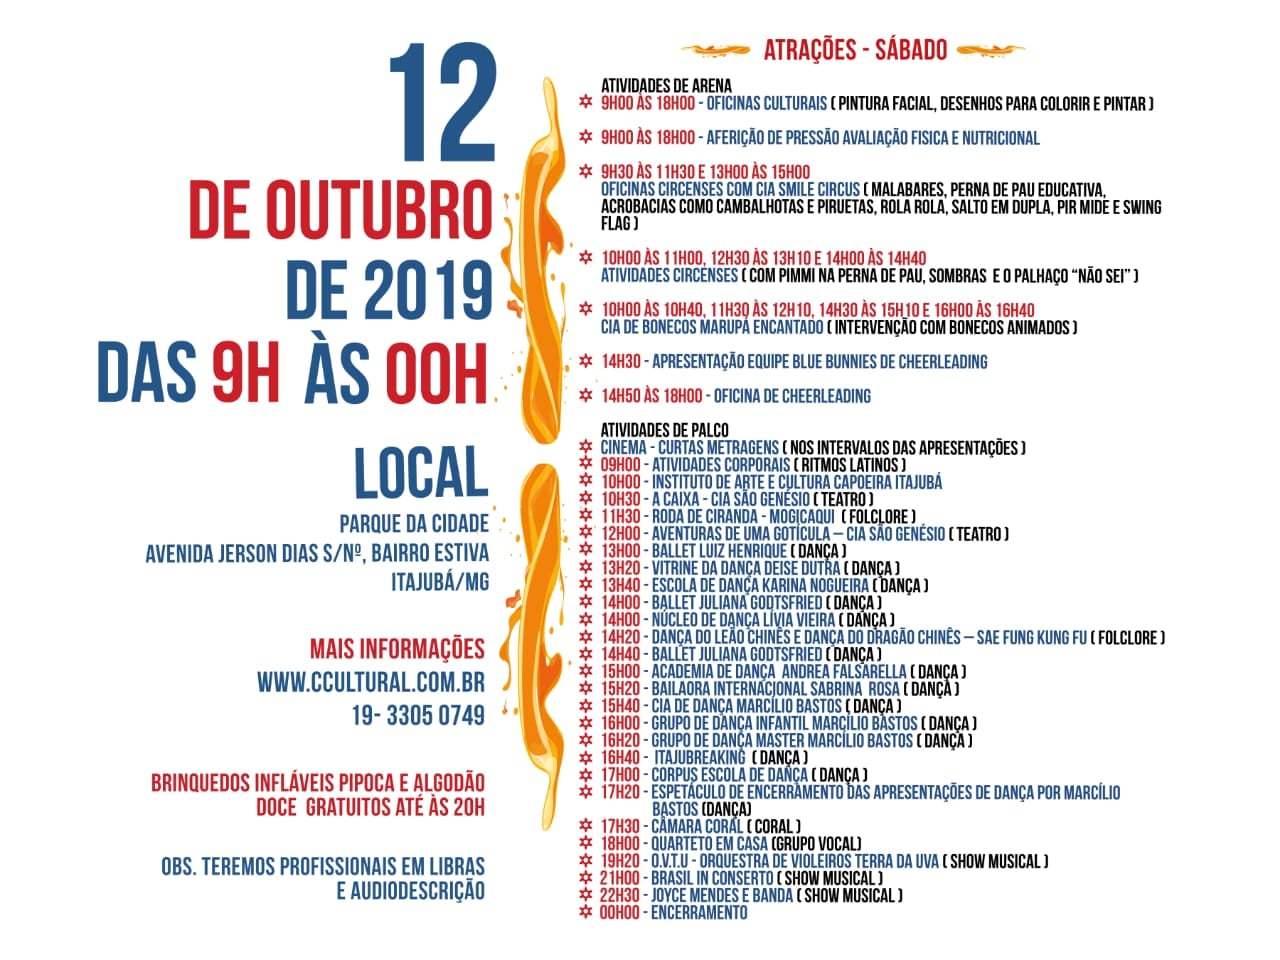 12
DE OUTUBRO
DE 2019
DAS 9H ÀS 00H
LOCAL
PARQUE DA CIDADE
AVENIDA JERSON DIAS S/Nº, BAIRRO ESTIVA
ITAJUBÁ/MG
MAIS INFORMAÇÕES
WWW.CCULTURAL.COM.BR
19- 3305 0749
BRINQUEDOS INFLÁVEIS PIPOCA E ALGODÃO
DOCE GRATUITOS ATÉ ÀS 20H
OBS. TEREMOS PROFISSIONAIS EM LIBRAS
E AUDIODESCRIÇÃO
ATRAÇÕES - SÁBADO
ATIVIDADES DE ARENA
9H00 ÀS 18H00 - OFICINAS CULTURAIS ( PINTURA FACIAL, DESENHOS PARA COLORIR E PINTAR )
9H00 ÀS 18H00 - AFERIÇÃO DE PRESSÃO AVALIAÇÃO FISICA E NUTRICIONAL
9H30 ÀS 11H30 E 13H00 ÀS 15H00
OFICINAS CIRCENSES COM CIA SMILE CIRCUS ( MALABARES, PERNA DE PAU EDUCATIVA,
ACROBACIAS COMO CAMBALHOTAS E PIRUETAS, ROLA ROLA, SALTO EM DUPLA, PIR MIDE E SWING
FLAG )
10H00 ÀS 11H00, 12H30 ÀS 13H10 E 14H00 ÀS 14H40
ATIVIDADES CIRCENSES ( COM PIMMI NA PERNA DE PAU, SOMBRAS E O PALHAÇO “NÃO SEI” )
10H00 ÀS 10H40, 11H30 ÀS 12H10, 14H30 ÀS 15H10 E 16H00 ÀS 16H40
CIA DE BONECOS MARUPÁ ENCANTADO ( INTERVENÇÃO COM BONECOS ANIMADOS )
14H30 - APRESENTAÇÃO EQUIPE BLUE BUNNIES DE CHEERLEADING
14H50 ÀS 18H00 - OFICINA DE CHEERLEADING
ATIVIDADES DE PALCO
CINEMA - CURTAS METRAGENS ( NOS INTERVALOS DAS APRESENTAÇÕES )
09H00 - ATIVIDADES CORPORAIS ( RITMOS LATINOS )
10H00 - INSTITUTO DE ARTE E CULTURA CAPOEIRA ITAJUBÁ
10H30 - A CAIXA - CIA SÃO GENÉSIO ( TEATRO )
11H30 - RODA DE CIRANDA - MOGICAQUI ( FOLCLORE )
12H00 - AVENTURAS DE UMA GOTÍCULA – CIA SÃO GENÉSIO ( TEATRO )
13H00 - BALLET LUIZ HENRIQUE ( DANÇA )
13H20 - VITRINE DA DANÇA DEISE DUTRA ( DANÇA )
13H40 - ESCOLA DE DANÇA KARINA NOGUEIRA ( DANÇA )
14H00 - BALLET JULIANA GODTSFRIED ( DANÇA )
14H00 - NÚCLEO DE DANÇA LÍVIA VIEIRA ( DANÇA )
14H20 - DANÇA DO LEÃO CHINÊS E DANÇA DO DRAGÃO CHINÊS – SAE FUNG KUNG FU ( FOLCLORE )
14H40 - BALLET JULIANA GODTSFRIED ( DANÇA )
15H00 - ACADEMIA DE DANÇA ANDREA FALSARELLA ( DANÇA )
15H20 - BAILAORA INTERNACIONAL SABRINA ROSA ( DANÇA )
15H40 - CIA DE DANÇA MARCÍLIO BASTOS ( DANÇA )
16H00 - GRUPO DE DANÇA INFANTIL MARCÍLIO BASTOS ( DANÇA )
16H20 - GRUPO DE DANÇA MASTER MARCÍLIO BASTOS ( DANÇA )
16H40 - ITAJUBREAKING ( DANÇA )
17H00 - CORPUS ESCOLA DE DANÇA ( DANÇA )
17H20 - ESPETÁCULO DE ENCERRAMENTO DAS APRESENTAÇÕES DE DANÇA POR MARCÍLIO
BASTOS (DANÇA)
17H30 - CÂMARA CORAL ( CORAL )
18H00 - QUARTETO EM CASA (GRUPO VOCAL)
19H20 - O.V.T.U - ORQUESTRA DE VIOLEIROS TERRA DA UVA ( SHOW MUSICAL )
21H00 - BRASIL IN CONSERTO ( SHOW MUSICAL )
22H30 - JOYCE MENDES E BANDA ( SHOW MUSICAL )
00H00 - ENCERRAMENTO